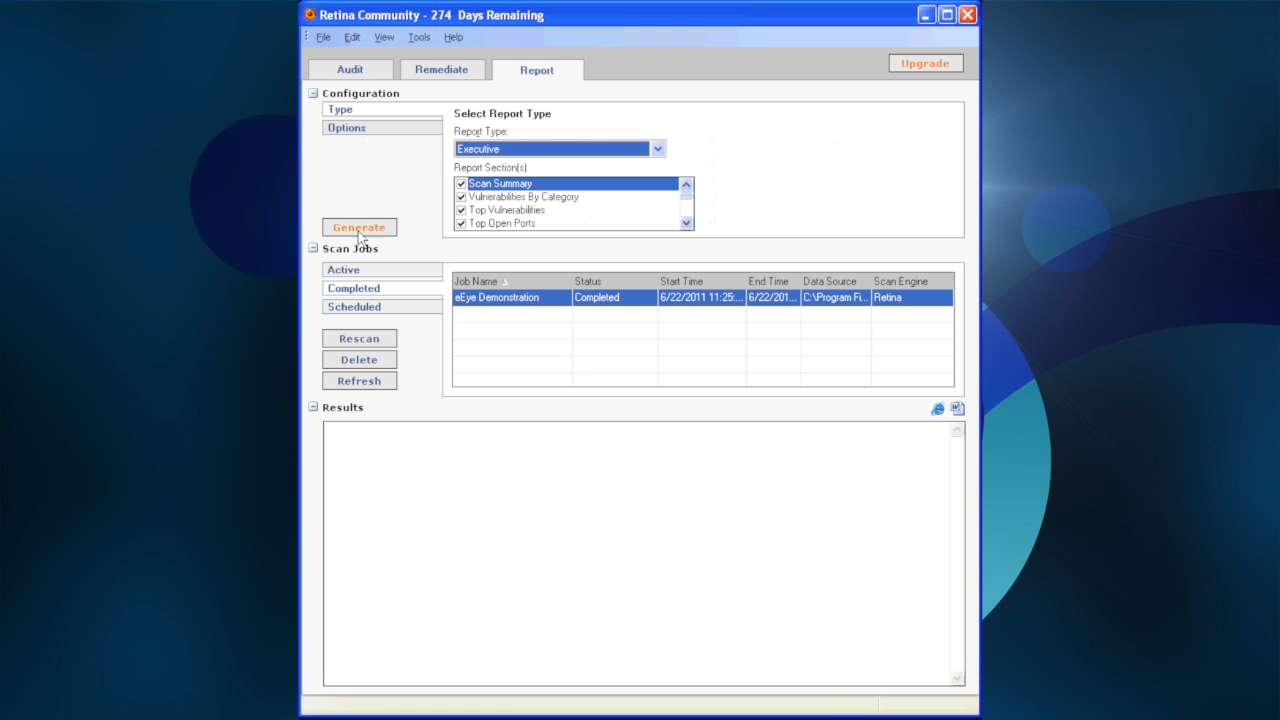 Retina Community - 274 Days Remaining
File Edit View Tools Help
Audit Remediate Report Upgrade
Configuration
Type
Options
Select Report Type
Report Type:
Executive
Report Section(s)
Scan Summary
Vulnerabilities By Category
Top Vulnerabilities
Top Open Ports
Generate
Scan Jobs
Active
Completed
Scheduled
Job Name Status Start Time End Time Data Source Scan Engine
eEye Demonstration Completed 6/22/2011 11:25:... 6/22/201... C:\Program Fi... Retina
Rescan
Delete
Refresh
Results